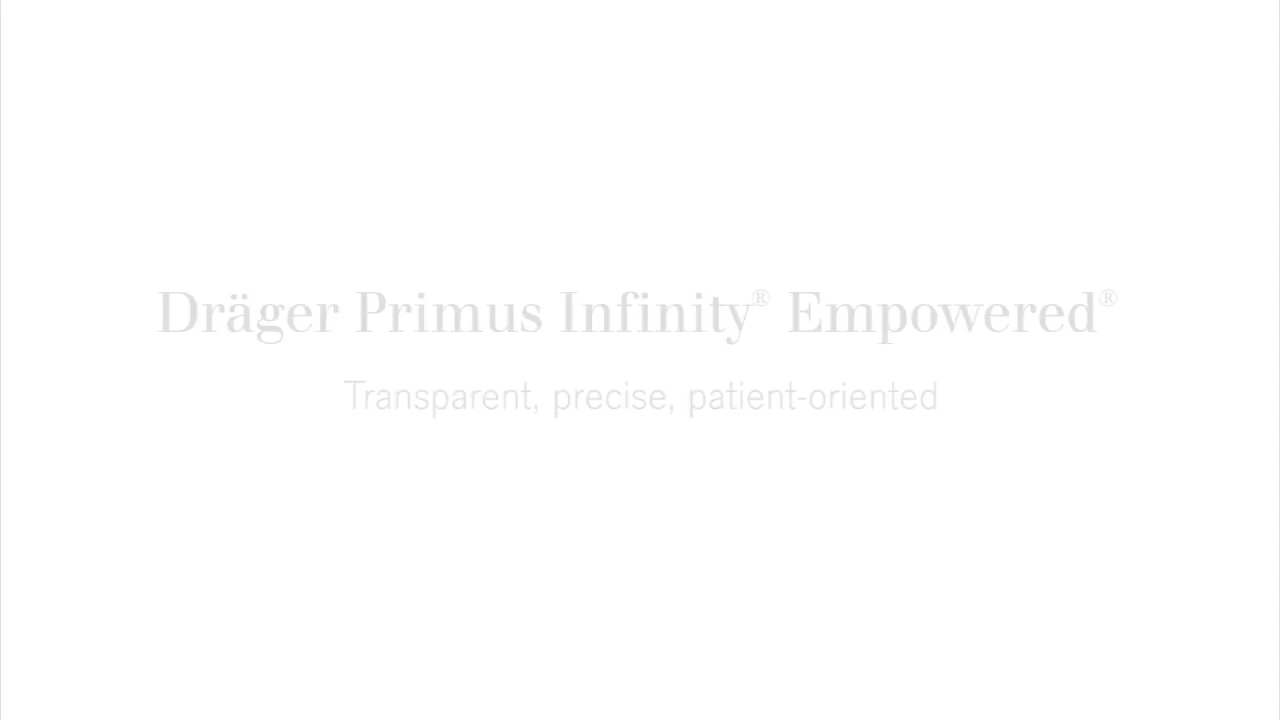 Dräger Primus Infinity® Empowered®
Transparent, precise, patient-oriented